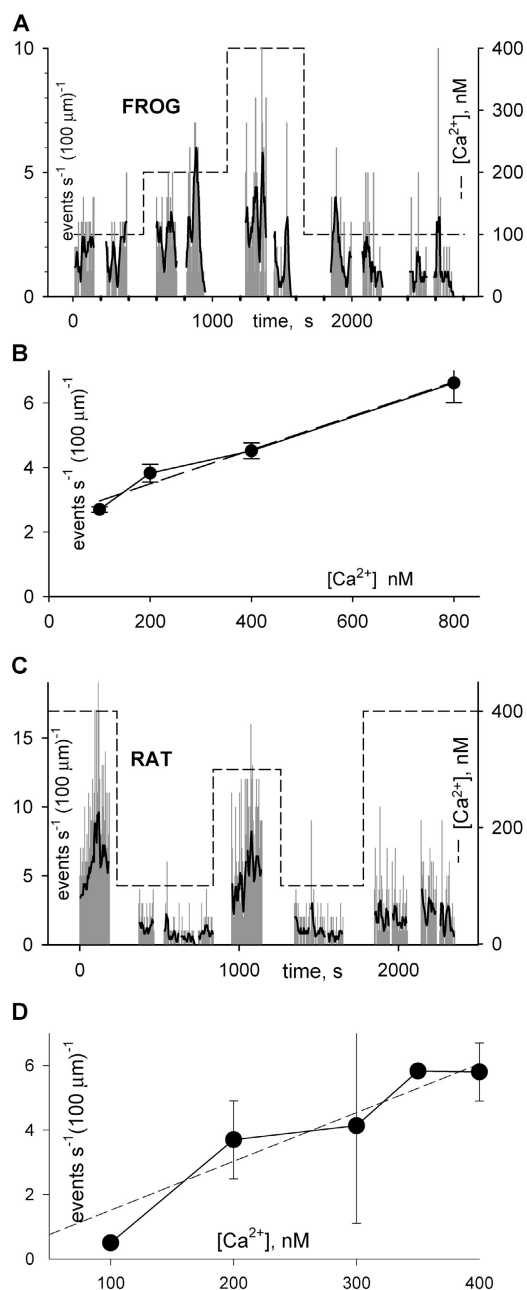 A
10
400
FROG
300
5
200
100
0
0
events s⁻¹ (100 µm)⁻¹
[Ca²⁺], nM
0
1000
2000
time, s
B
6
4
2
0
events s⁻¹ (100 µm)⁻¹
[Ca²⁺] nM
0
200
400
600
800
C
RAT
15
10
5
0
events s⁻¹ (100 µm)⁻¹
400
200
0
[Ca²⁺], nM
0
1000
2000
time, s
D
6
4
2
0
events s⁻¹(100 µm)⁻¹
[Ca²⁺], nM
100
200
300
400